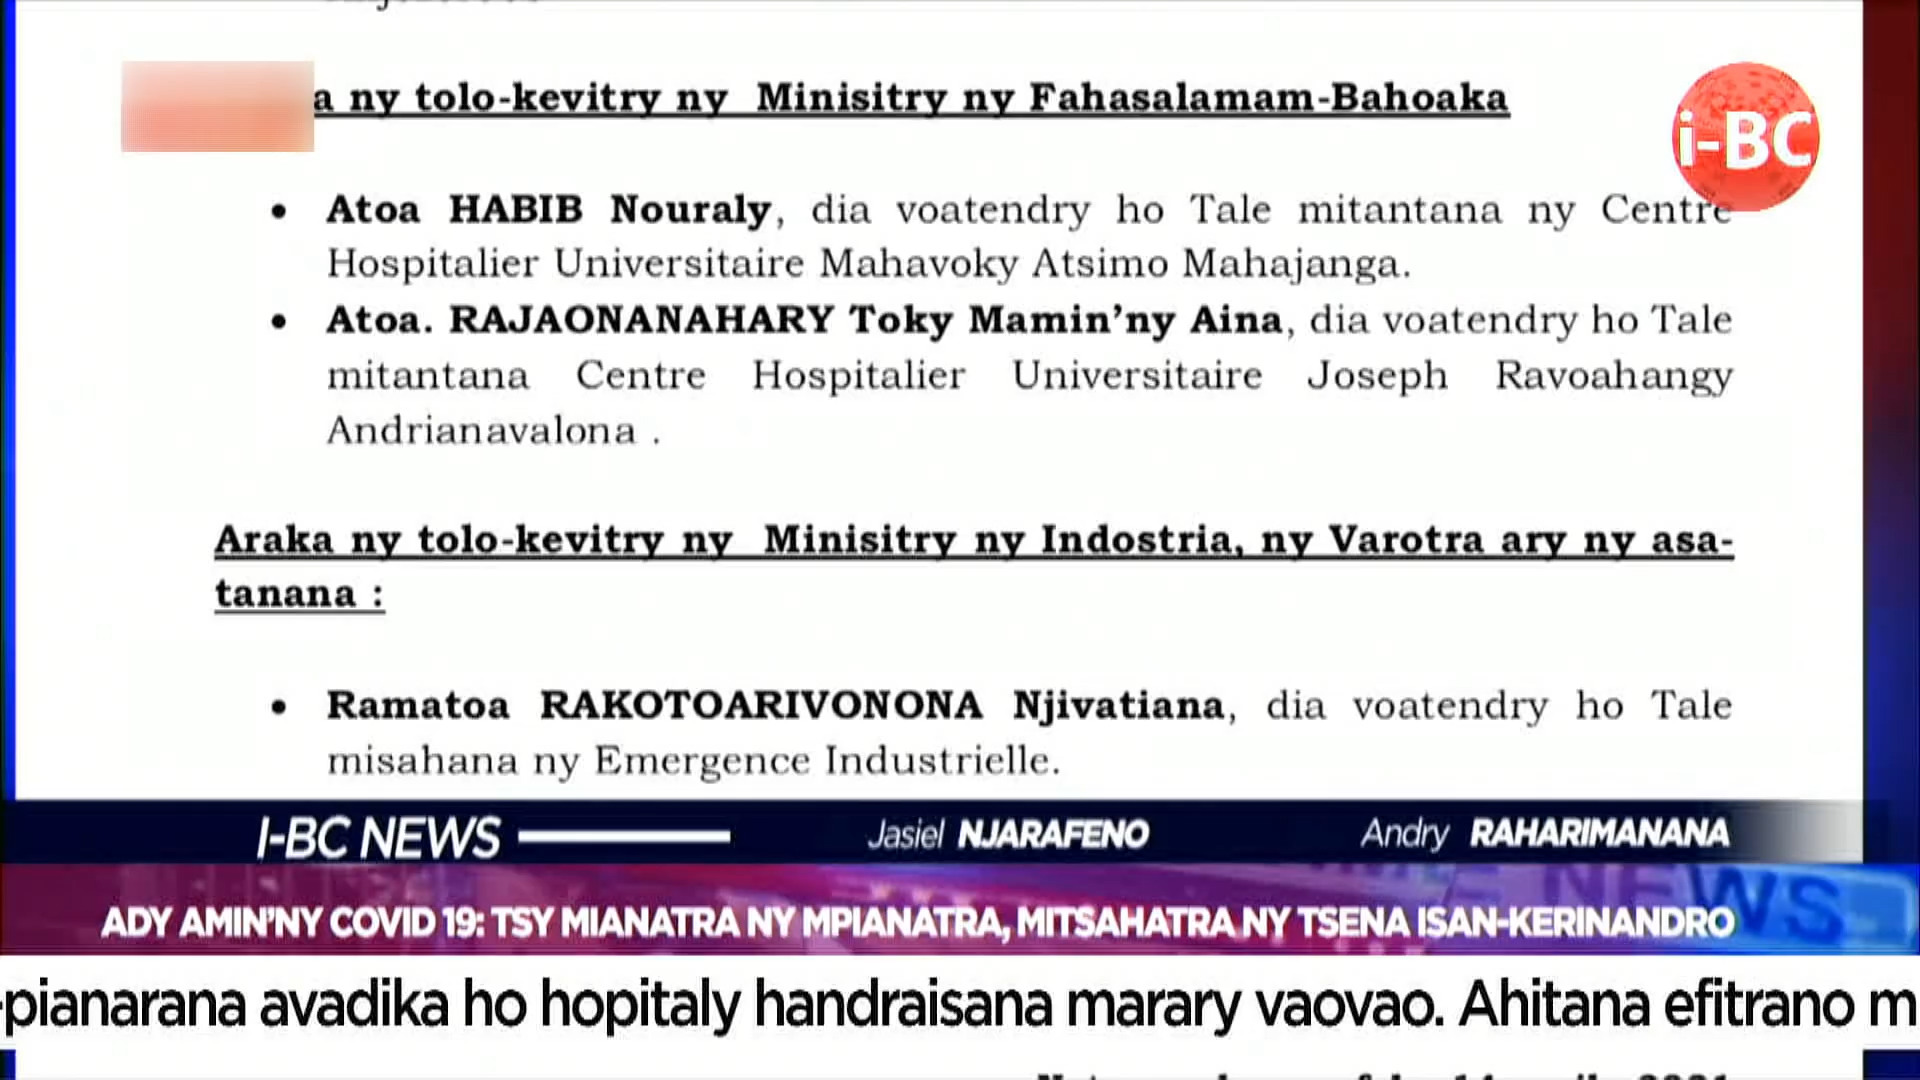 a ny tolo-kevitry ny Minisitry ny Fahasalamam-Bahoaka
i-BC
• Atoa HABIB Nouraly, dia voatendry ho Tale mitantana ny Centre
Hospitalier Universitaire Mahavoky Atsimo Mahajanga.
• Atoa. RAJAONANAHARY Toky Mamin'ny Aina, dia voatendry ho Tale
mitantana Centre Hospitalier Universitaire Joseph Ravoahangy
Andrianavalona .
Araka ny tolo-kevitry ny Minisitry ny Indostria, ny Varotra ary ny asa-
tanana :
• Ramatoa RAKOTOARIVONONA Njivatiana, dia voatendry ho Tale
misahana ny Emergence Industrielle.
I-BC NEWS Jasiel NJARAFENO Andry RAHARIMANANA
NEWS
ADY AMIN'NY COVID 19: TSY MIANATRA NY MPIANATRA, MITSAHATRA NY TSENA ISAN-KERINANDRO
-pianarana avadika ho hopitaly handraisana marary vaovao. Ahitana efitrano m